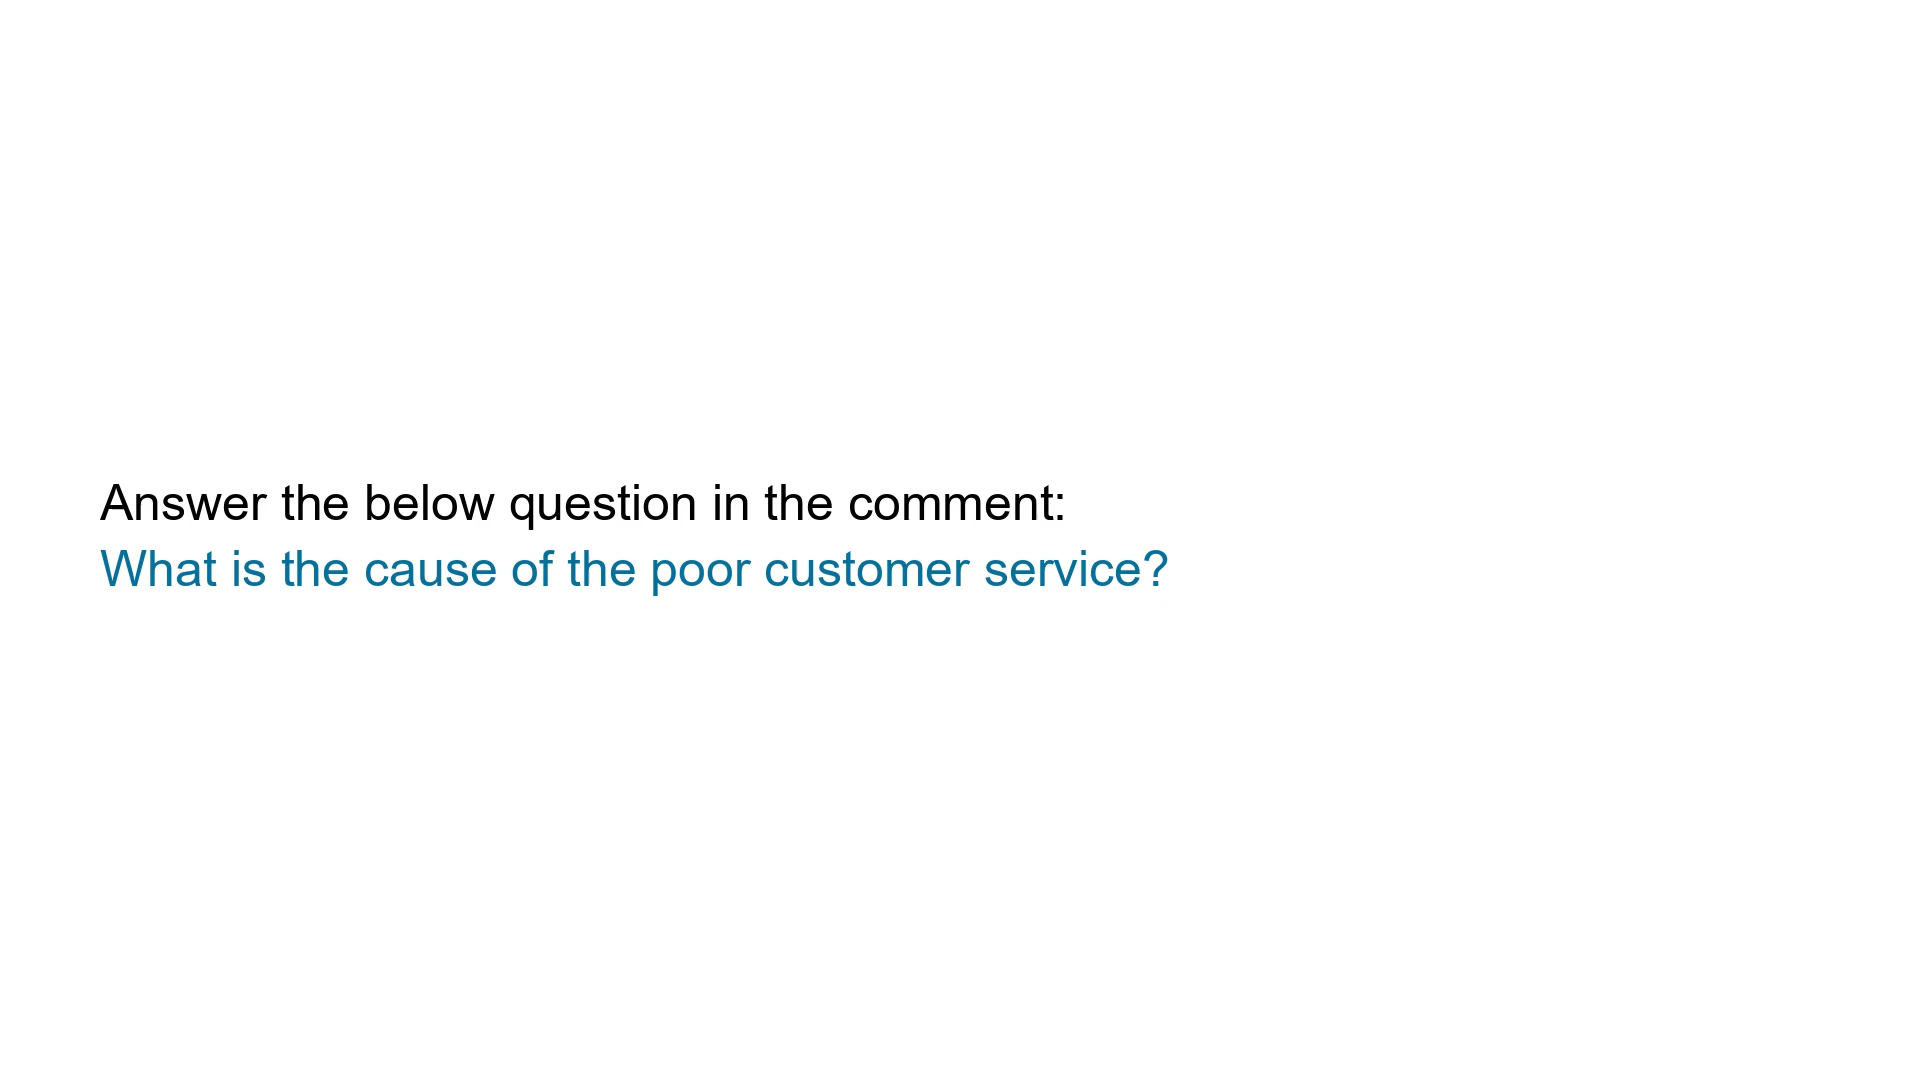 Answer the below question in the comment:
What is the cause of the poor customer service?